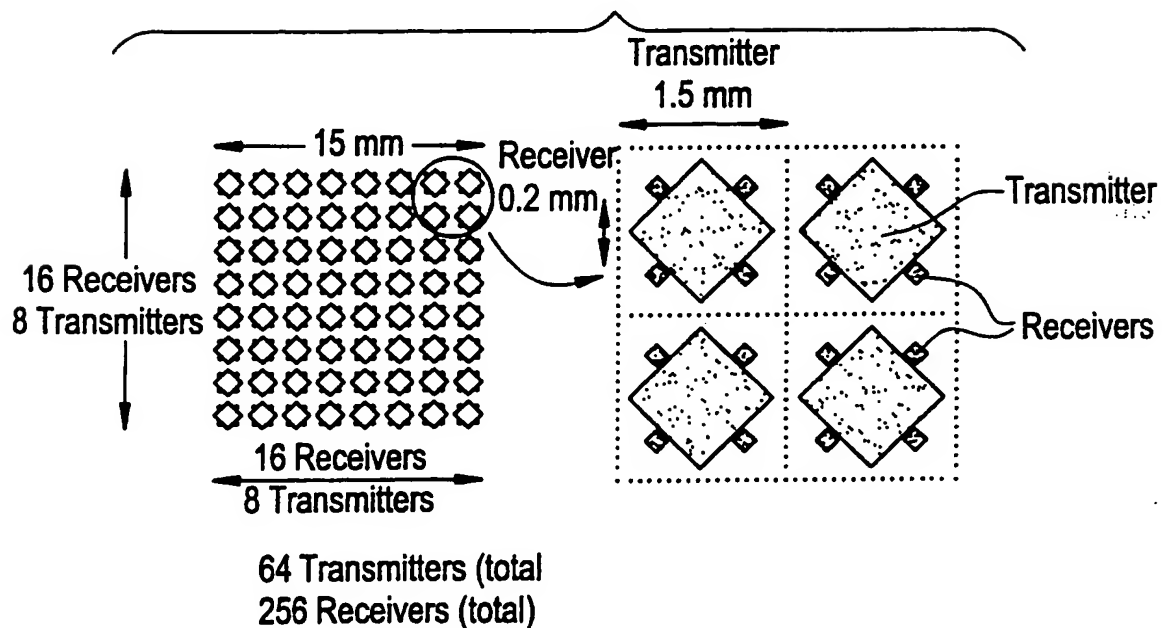 Transmitter
1.5 mm
15 mm
Receiver
0.2 mm
Transmitter
16 Receivers
8 Transmitters
Receivers
16 Receivers
8 Transmitters
64 Transmitters (total
256 Receivers (total)